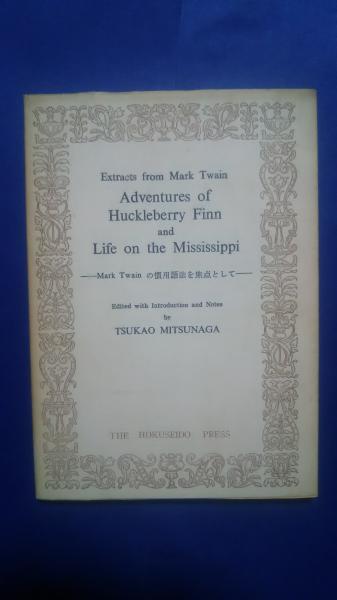 Extracts from Mark Twain
Adventures of
Huckleberry Finn
and
Life on the Mississippi
——Mark Twain の慣用語法を焦点として——
Edited with Introduction and Notes
by
TSUKAO MITSUNAGA
THE HOKUSEIDO PRESS